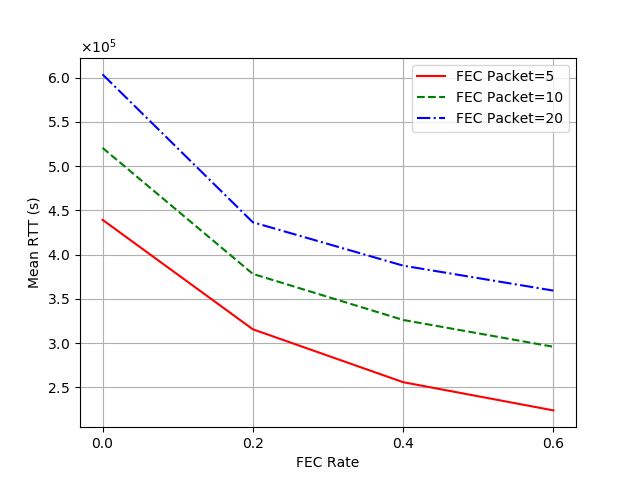 ×10⁵
6.0
5.5
5.0
4.5
4.0
3.5
3.0
2.5
Mean RTT (s)
FEC Packet=5
FEC Packet=10
FEC Packet=20
0.0 0.2 0.4 0.6
FEC Rate